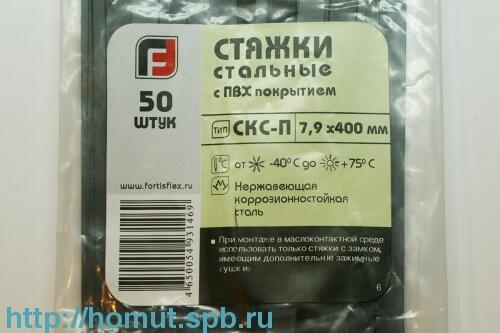 СТЯЖКИ
стальные
с ПВХ покрытием
50
штук
тип СКС-П 7,9 х400 мм
°C от -40°С до +75°С
Нержавеющая
коррозионностойкая
сталь
www.fortisflex.ru
4650054931469
При монтаже в маслоконтактной среде
использовать только стяжки с замком,
имеющим дополнительные зажимные
"ушки"
6
http://homut.spb.ru